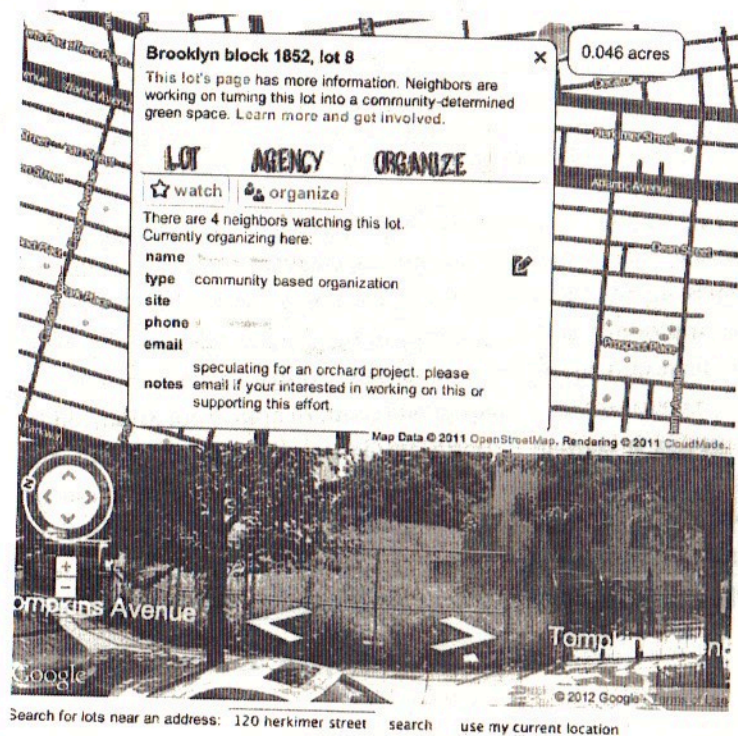 Brooklyn block 1852, lot 8
0.046 acres
This lot's page has more information. Neighbors are
working on turning this lot into a community-determined
green space. Learn more and get involved.
LOT AGENCY ORGANIZE
watch organize
There are 4 neighbors watching this lot.
Currently organizing here:
name
type community based organization
site
phone
email
speculating for an orchard project. please
notes email if your interested in working on this or
supporting this effort
Atlantic Avenue
Herkimer Street
Atlantic Avenue
Dean Street
Prospect Place
Park Place
Map Data © 2011 OpenStreetMap. Rendering © 2011 CloudMade.
N
+
-
ompkins Avenue
Google
© 2012 Google
Search for lots near an address: 120 herkimer street search use my current location